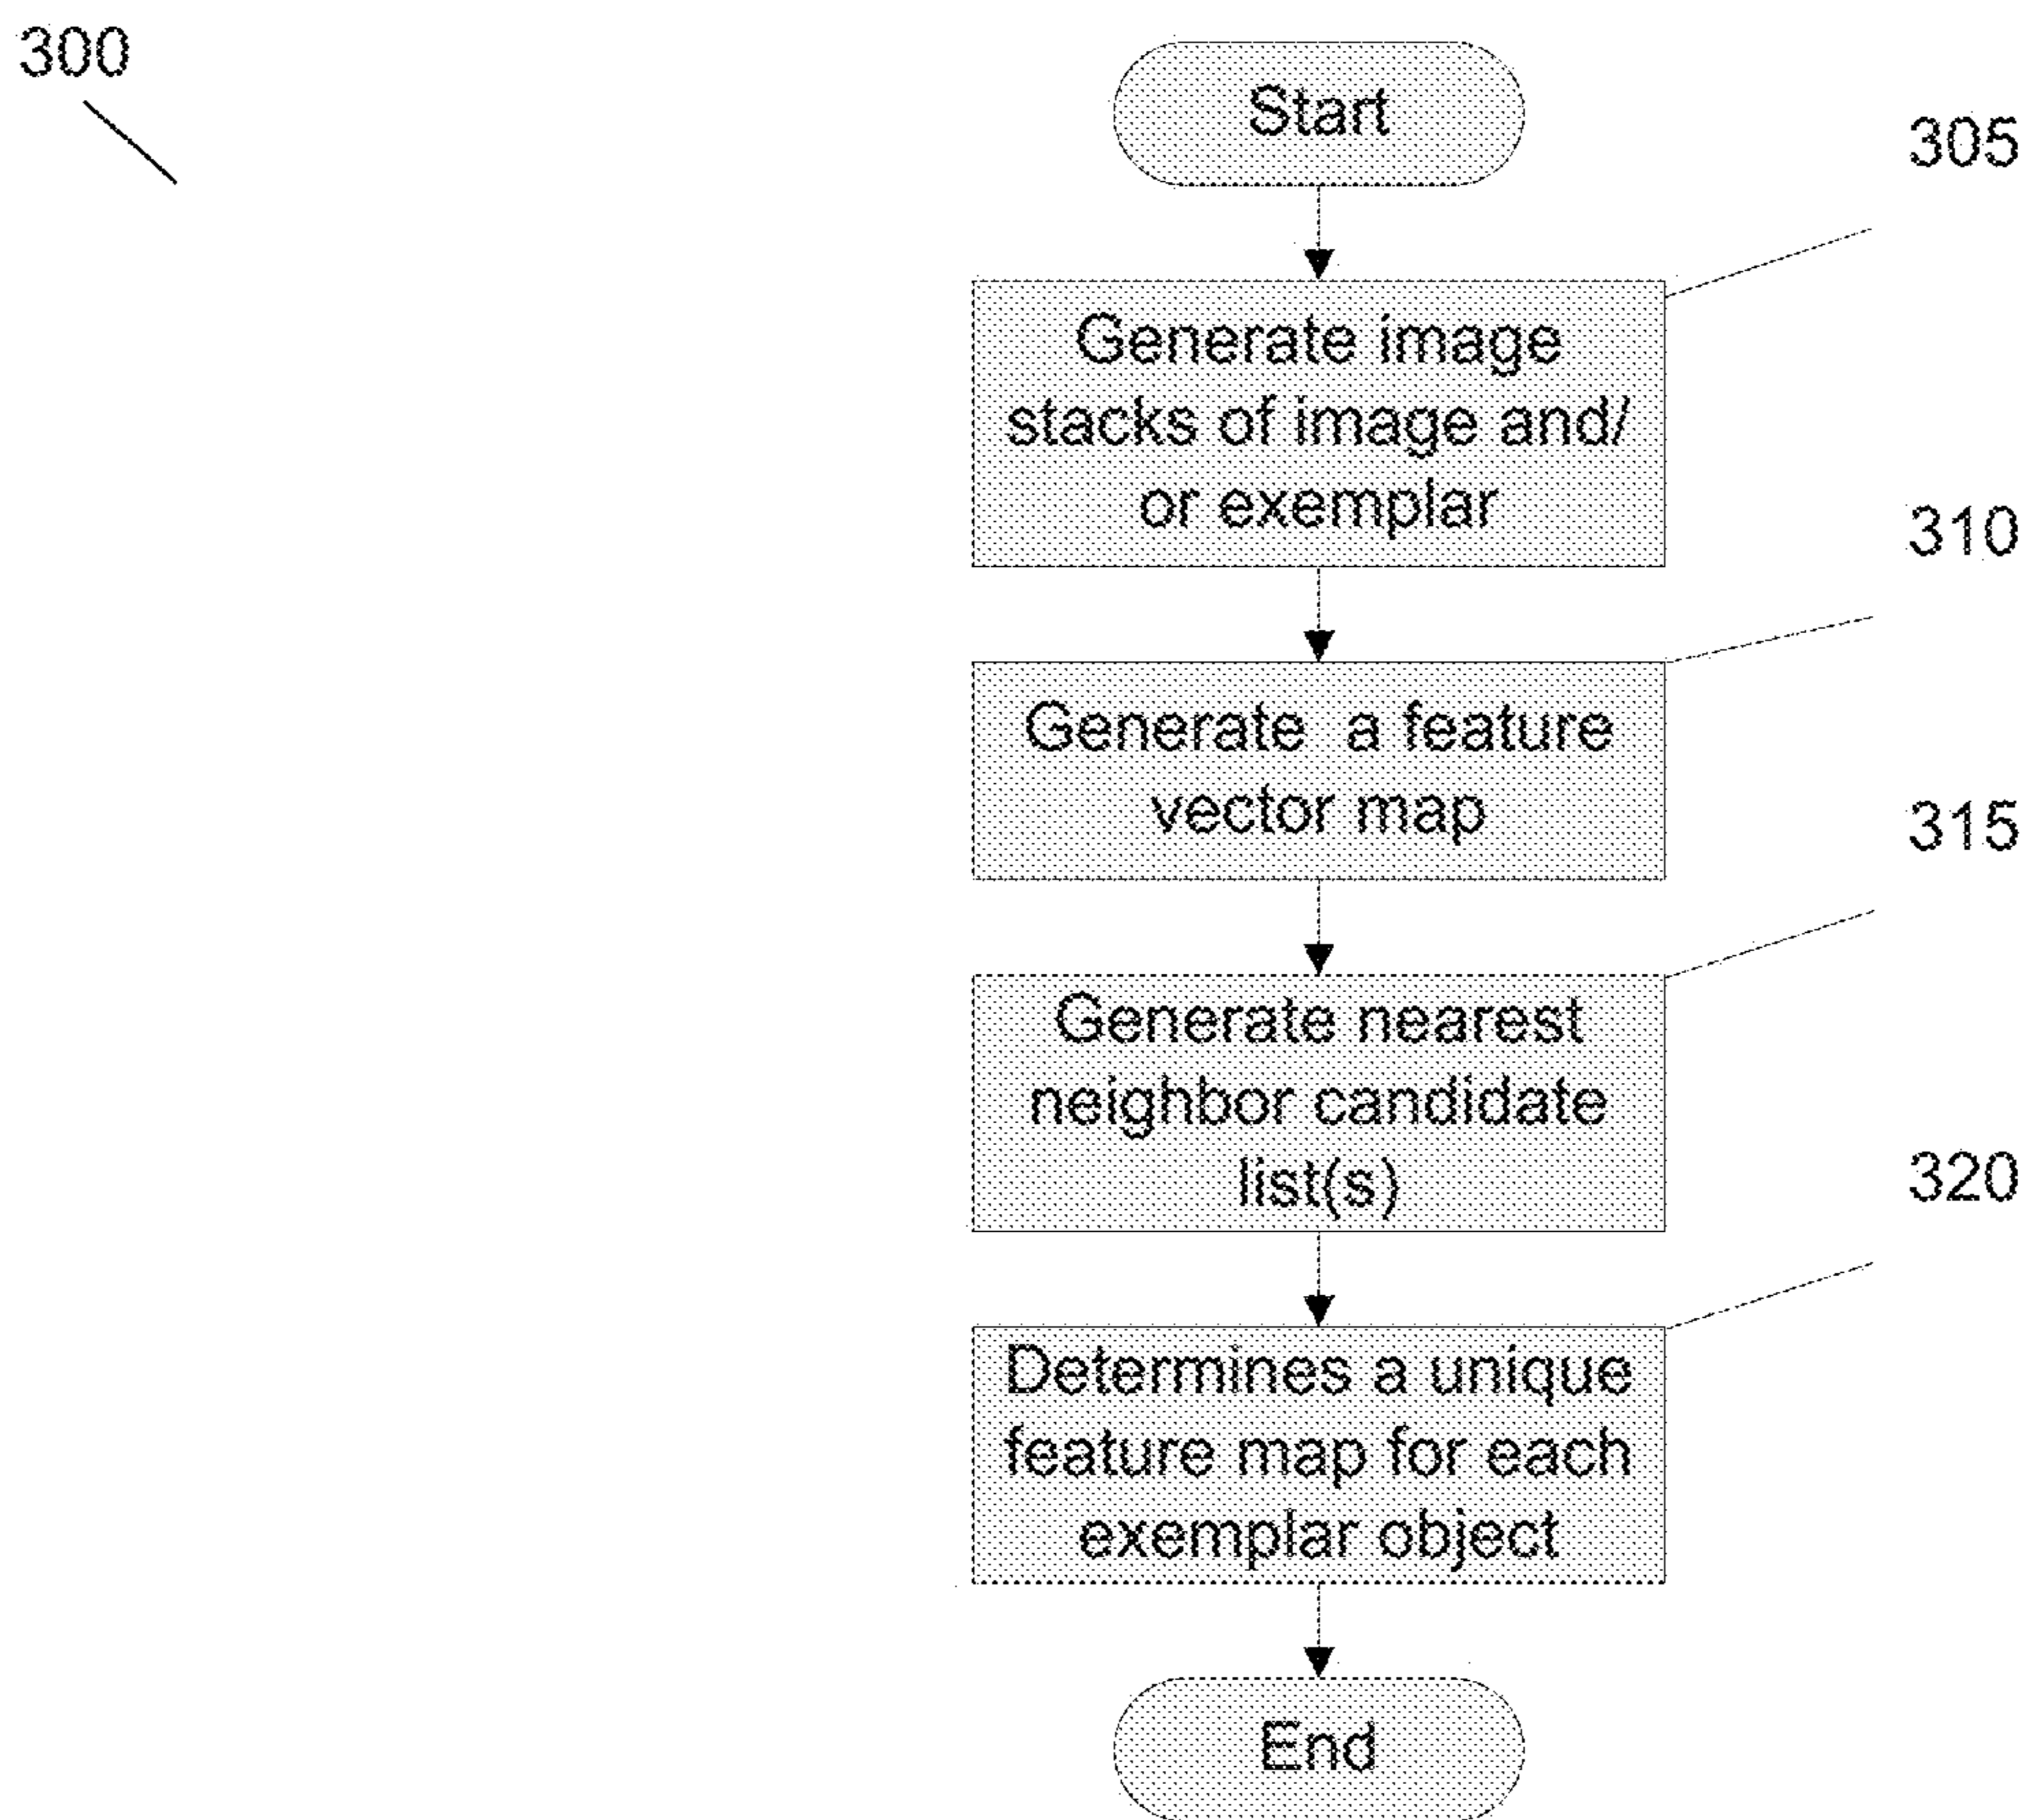 300
Start
305
Generate image
stacks of image and/
or exemplar
310
Generate a feature
vector map
315
Generate nearest
neighbor candidate
list(s)
320
Determines a unique
feature map for each
exemplar object
End